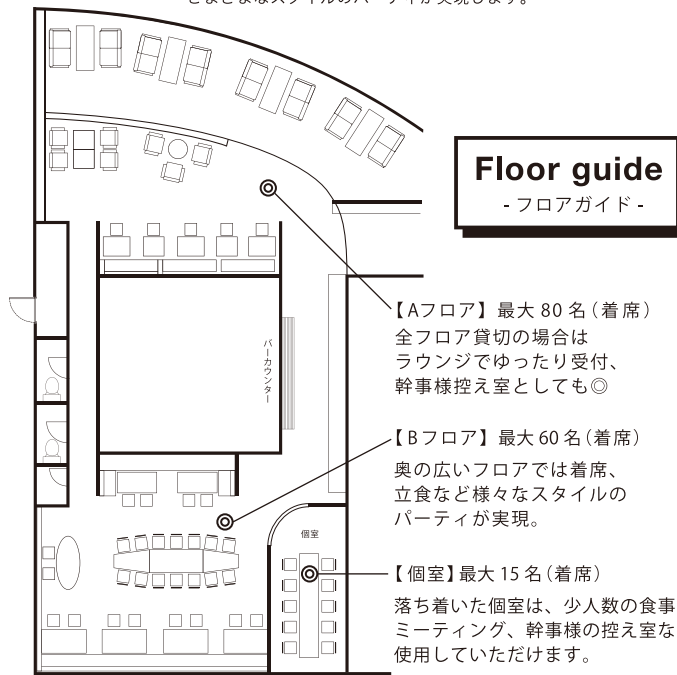 Floor guide
- フロアガイド -
【Aフロア】最大 80 名（着席）
全フロア貸切の場合は
ラウンジでゆったり受付、
幹事様控え室としても◎
バーカウンター
【Bフロア】最大 60 名（着席）
奥の広いフロアでは着席、
立食など様々なスタイルの
パーティが実現。
個室
【個室】最大 15 名（着席）
落ち着いた個室は、少人数の食事
ミーティング、幹事様の控え室な
使用していただけます。